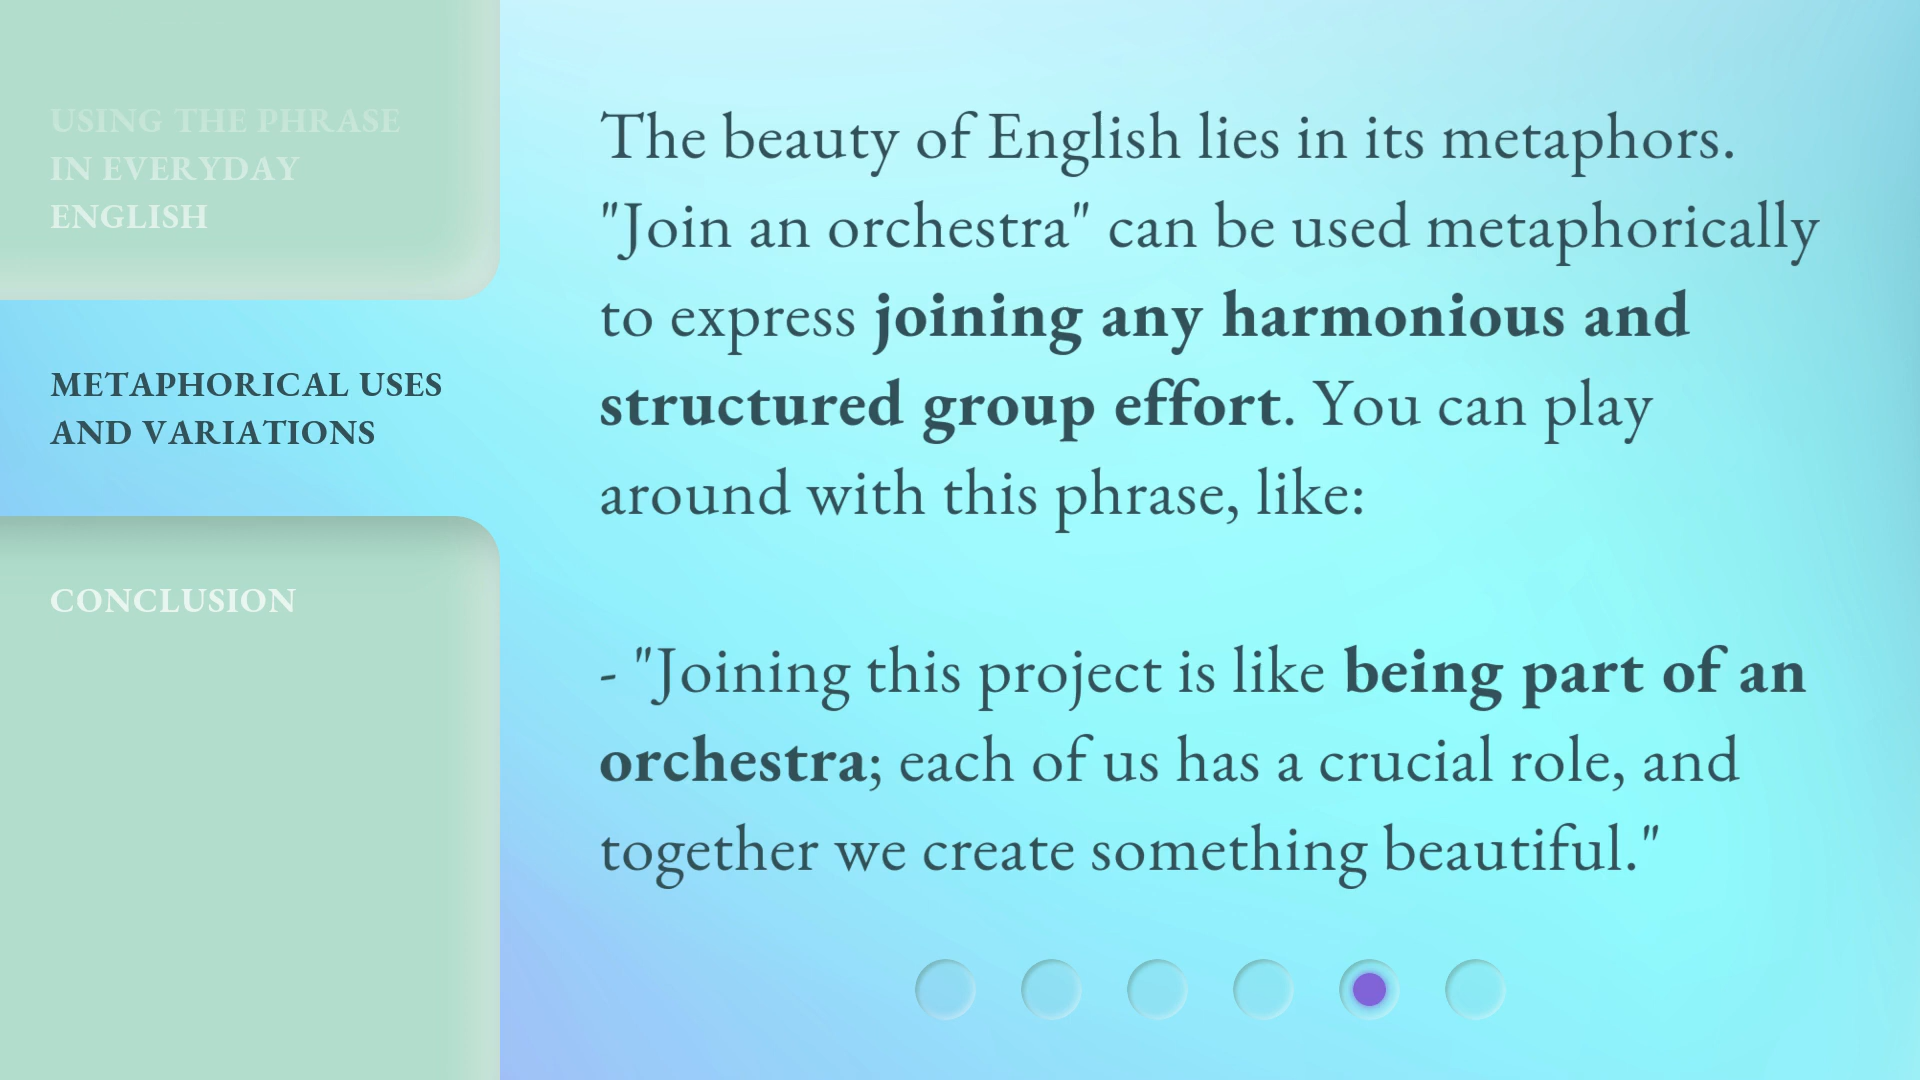 USING THE PHRASE
IN EVERYDAY
ENGLISH
METAPHORICAL USES
AND VARIATIONS
CONCLUSION
The beauty of English lies in its metaphors.
"Join an orchestra" can be used metaphorically
to express joining any harmonious and
structured group effort. You can play
around with this phrase, like:
- "Joining this project is like being part of an
orchestra; each of us has a crucial role, and
together we create something beautiful."